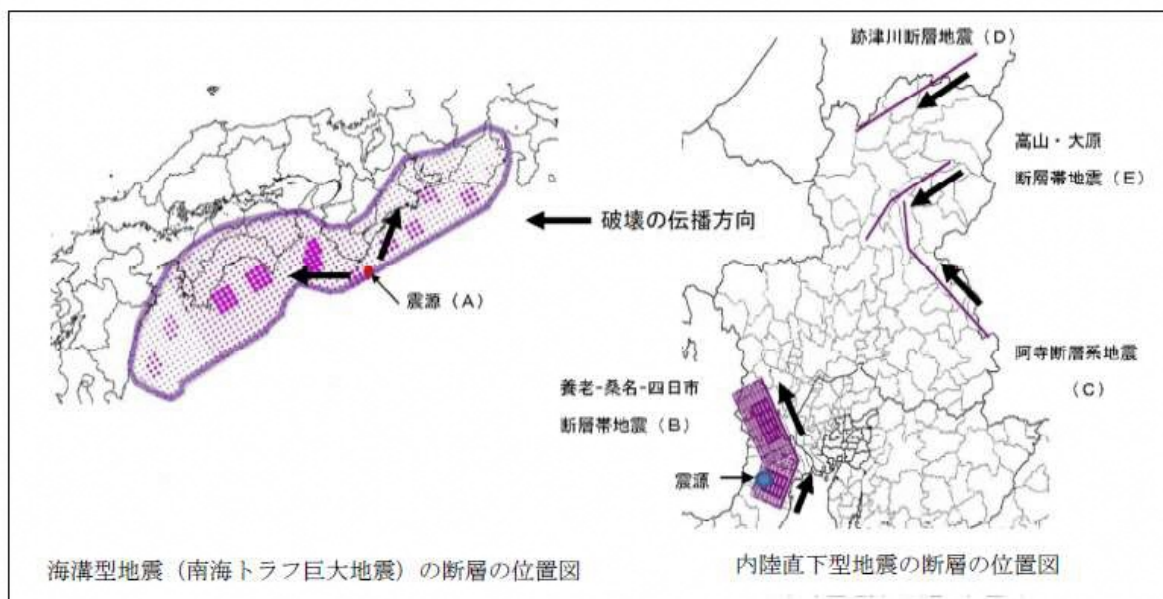 跡津川断層地震（D）
高山・大原
断層帯地震（E）
破壊の伝播方向
震源（A）
阿寺断層系地震
（C）
養老-桑名-四日市
断層帯地震（B）
震源
海溝型地震（南海トラフ巨大地震）の断層の位置図
内陸直下型地震の断層の位置図